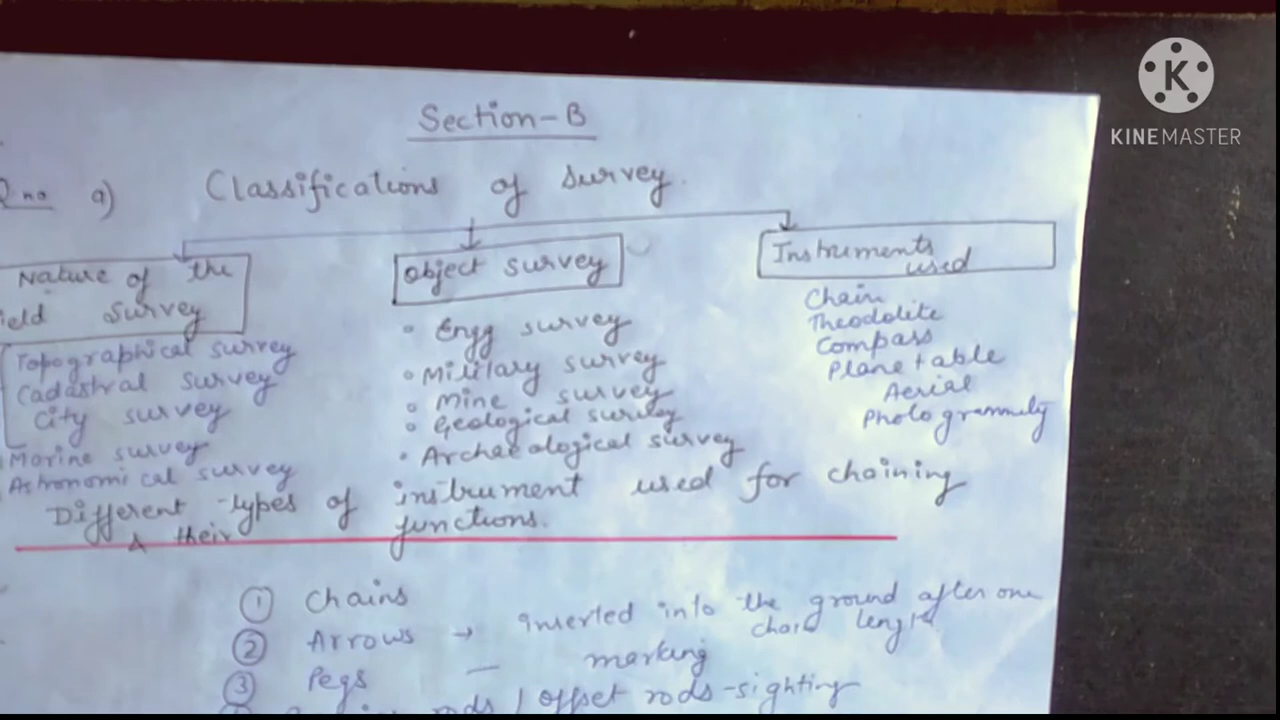 Section-B
Q no a) Classifications of Survey.
Nature of the
ield Survey
Topographical survey
Cadastral survey
City survey
Marine survey
Astronomical survey
Object survey
Engg survey
Military survey
Mine survey
Geological survey
Archaeological survey
Instruments
used
Chain
Theodolite
Compass
Plane table
Aerial
Photogrammety
Different types of instrument used for chaining
& their functions.
① Chains
② Arrows → inserted into the ground after one
chain length
③ Pegs — marking
rods / offset rods-sighting
K
KINEMASTER